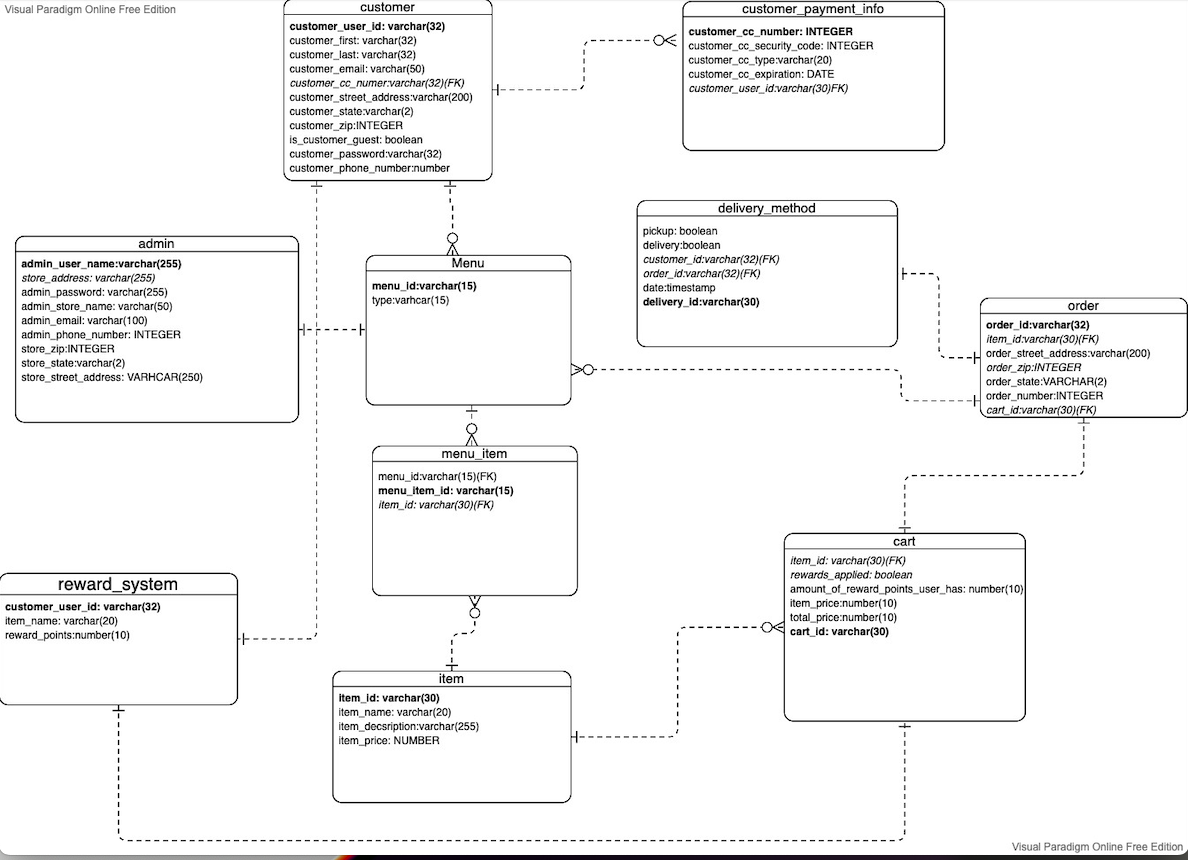 Visual Paradigm Online Free Edition
customer
customer_user_id: varchar(32)
customer_first: varchar(32)
customer_last: varchar(32)
customer_email: varchar(50)
customer_cc_numer:varchar(32)(FK)
customer_street_address:varchar(200)
customer_state:varchar(2)
customer_zip:INTEGER
is_customer_guest: boolean
customer_password:varchar(32)
customer_phone_number:number
customer_payment_info
customer_cc_number: INTEGER
customer_cc_security_code: INTEGER
customer_cc_type:varchar(20)
customer_cc_expiration: DATE
customer_user_id:varchar(30)FK)
delivery_method
pickup: boolean
delivery:boolean
customer_id:varchar(32)(FK)
order_id:varchar(32)(FK)
date:timestamp
delivery_id:varchar(30)
admin
admin_user_name:varchar(255)
store_address: varchar(255)
admin_password: varchar(255)
admin_store_name: varchar(50)
admin_email: varchar(100)
admin_phone_number: INTEGER
store_zip:INTEGER
store_state:varchar(2)
store_street_address: VARHCAR(250)
Menu
menu_id:varchar(15)
type:varhcar(15)
order
order_id:varchar(32)
item_id:varchar(30)(FK)
order_street_address:varchar(200)
order_zip:INTEGER
order_state:VARCHAR(2)
order_number:INTEGER
cart_id:varchar(30)(FK)
menu_item
menu_id:varchar(15)(FK)
menu_item_id: varchar(15)
item_id: varchar(30)(FK)
cart
item_id: varchar(30)(FK)
rewards_applied: boolean
amount_of_reward_points_user_has: number(10)
item_price:number(10)
total_price:number(10)
cart_id: varchar(30)
reward_system
customer_user_id: varchar(32)
item_name: varchar(20)
reward_points:number(10)
item
item_id: varchar(30)
item_name: varchar(20)
item_decsription:varchar(255)
item_price: NUMBER
Visual Paradigm Online Free Edition